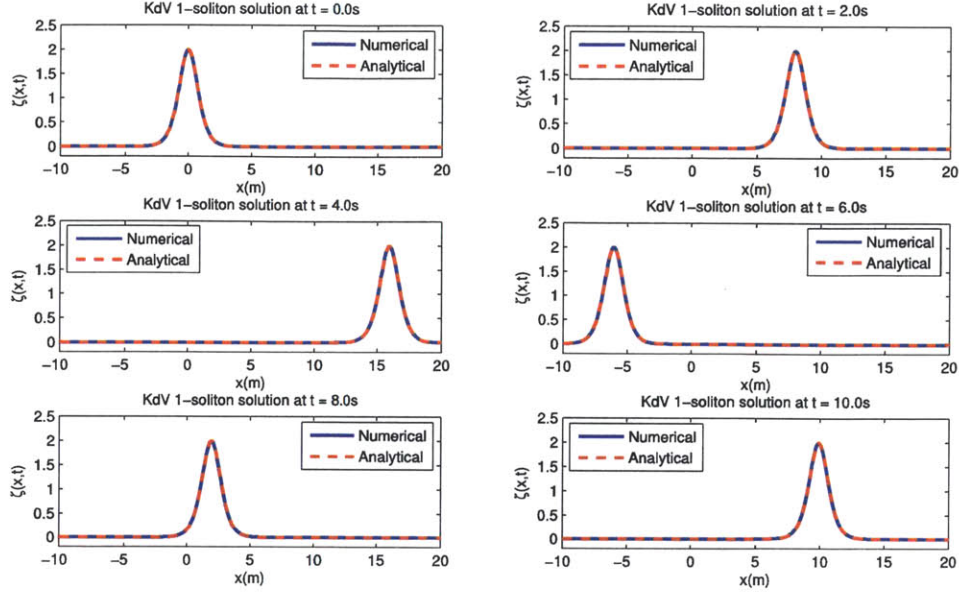 KdV 1−soliton solution at t = 0.0s
2.5
2
1.5
1
0.5
0
ζ(x,t)
Numerical
Analytical
−10 −5 0 5 10 15 20
x(m)
KdV 1−soliton solution at t = 2.0s
2.5
2
1.5
1
0.5
0
ζ(x,t)
Numerical
Analytical
−10 −5 0 5 10 15 20
x(m)
KdV 1−soliton solution at t = 4.0s
2.5
2
1.5
1
0.5
0
ζ(x,t)
Numerical
Analytical
−10 −5 0 5 10 15 20
x(m)
KdV 1−soliton solution at t = 6.0s
2.5
2
1.5
1
0.5
0
ζ(x,t)
Numerical
Analytical
−10 −5 0 5 10 15 20
x(m)
KdV 1−soliton solution at t = 8.0s
2.5
2
1.5
1
0.5
0
ζ(x,t)
Numerical
Analytical
−10 −5 0 5 10 15 20
x(m)
KdV 1−soliton solution at t = 10.0s
2.5
2
1.5
1
0.5
0
ζ(x,t)
Numerical
Analytical
−10 −5 0 5 10 15 20
x(m)